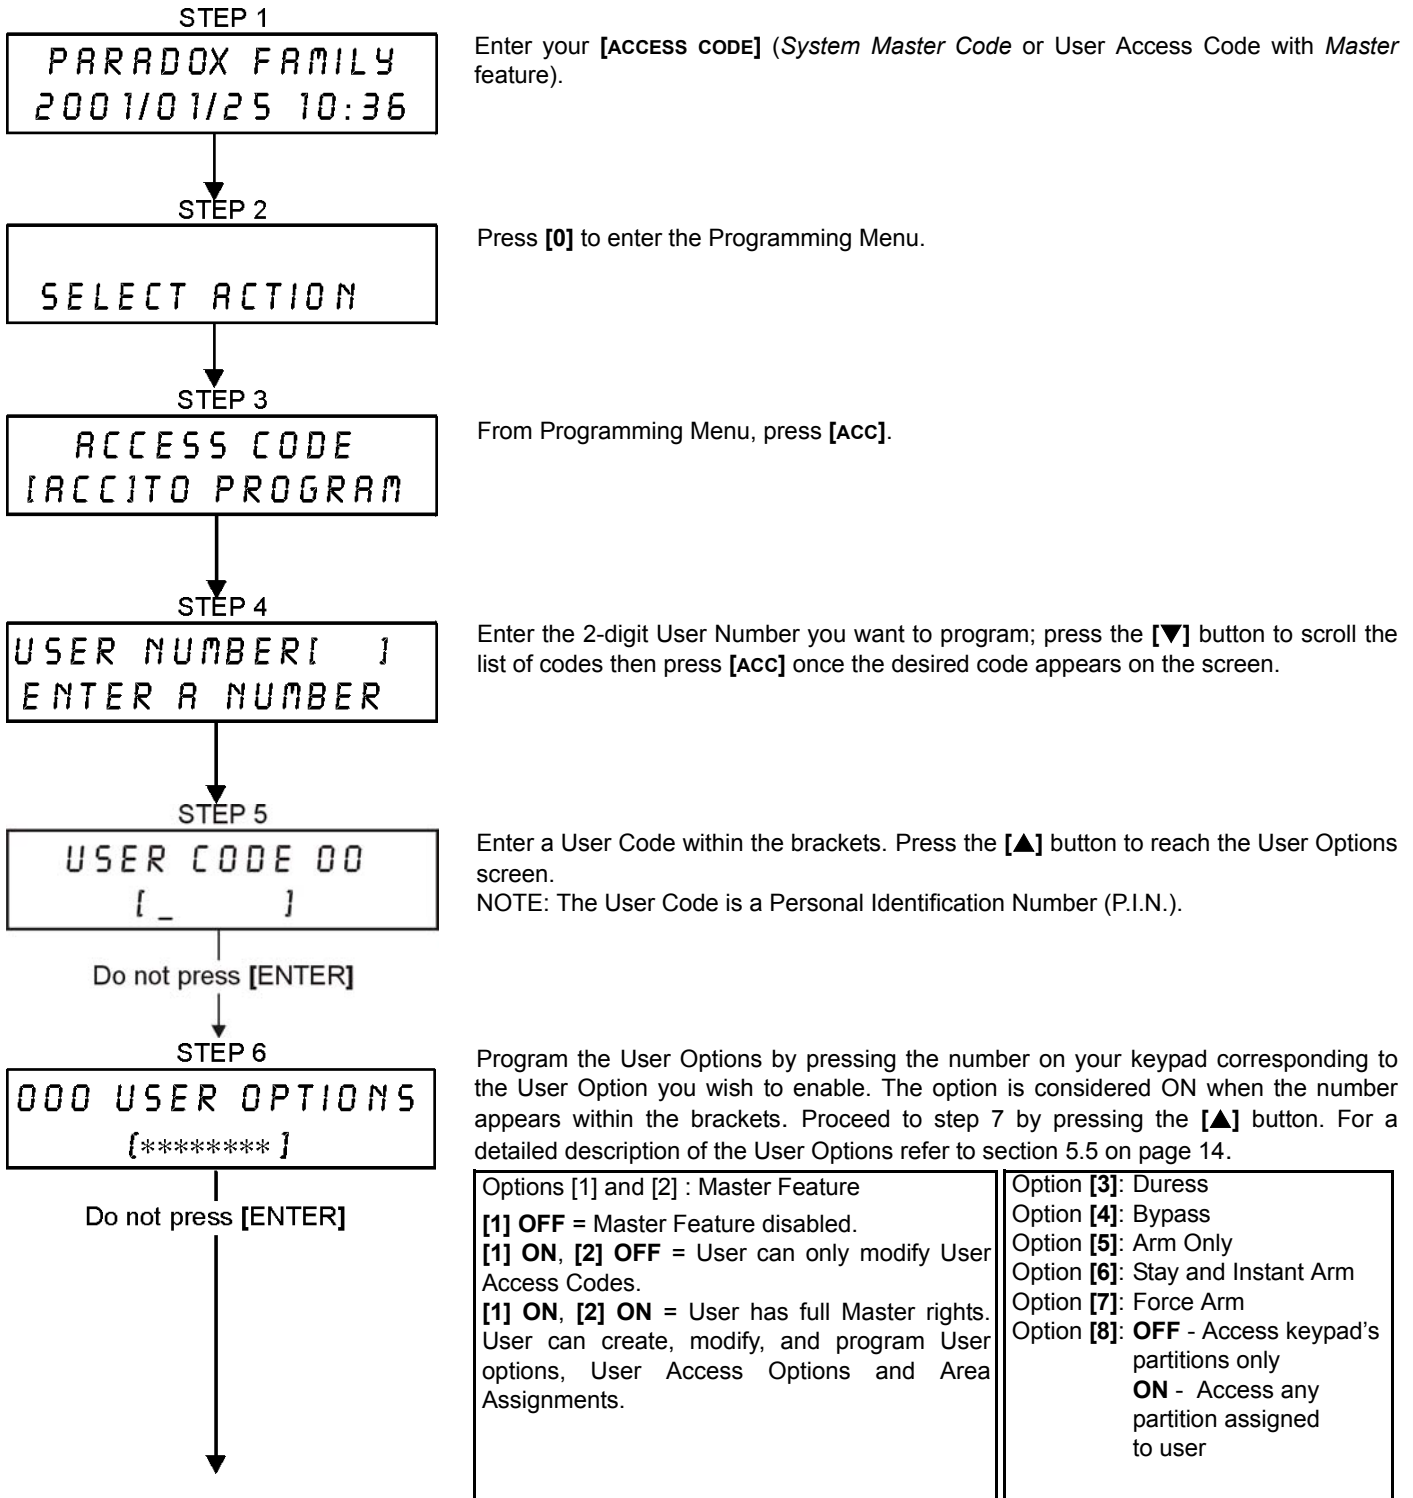 STEP 1
PARADOX FAMILY
2001/01/25 10:36
Enter your [ACCESS CODE] (System Master Code or User Access Code with Master
feature).
STEP 2
SELECT ACTION
Press [0] to enter the Programming Menu.
STEP 3
ACCESS CODE
[ACC]TO PROGRAM
From Programming Menu, press [ACC].
STEP 4
USER NUMBER[ ]
ENTER A NUMBER
Enter the 2-digit User Number you want to program; press the [▼] button to scroll the
list of codes then press [ACC] once the desired code appears on the screen.
STEP 5
USER CODE 00
[ _ ]
Enter a User Code within the brackets. Press the [▲] button to reach the User Options
screen.
NOTE: The User Code is a Personal Identification Number (P.I.N.).
Do not press [ENTER]
STEP 6
000 USER OPTIONS
[******** ]
Program the User Options by pressing the number on your keypad corresponding to
the User Option you wish to enable. The option is considered ON when the number
appears within the brackets. Proceed to step 7 by pressing the [▲] button. For a
detailed description of the User Options refer to section 5.5 on page 14.
Do not press [ENTER]
Options [1] and [2] : Master Feature
[1] OFF = Master Feature disabled.
[1] ON, [2] OFF = User can only modify User
Access Codes.
[1] ON, [2] ON = User has full Master rights.
User can create, modify, and program User
options, User Access Options and Area
Assignments.
Option [3]: Duress
Option [4]: Bypass
Option [5]: Arm Only
Option [6]: Stay and Instant Arm
Option [7]: Force Arm
Option [8]: OFF - Access keypad's
partitions only
ON - Access any
partition assigned
to user